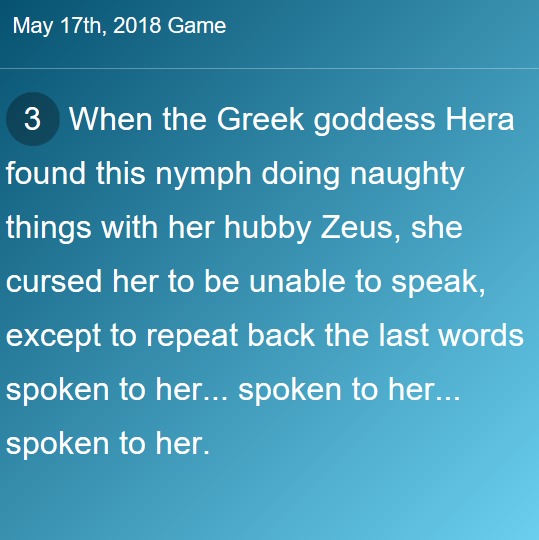 May 17th, 2018 Game
3 When the Greek goddess Hera
found this nymph doing naughty
things with her hubby Zeus, she
cursed her to be unable to speak,
except to repeat back the last words
spoken to her... spoken to her...
spoken to her.